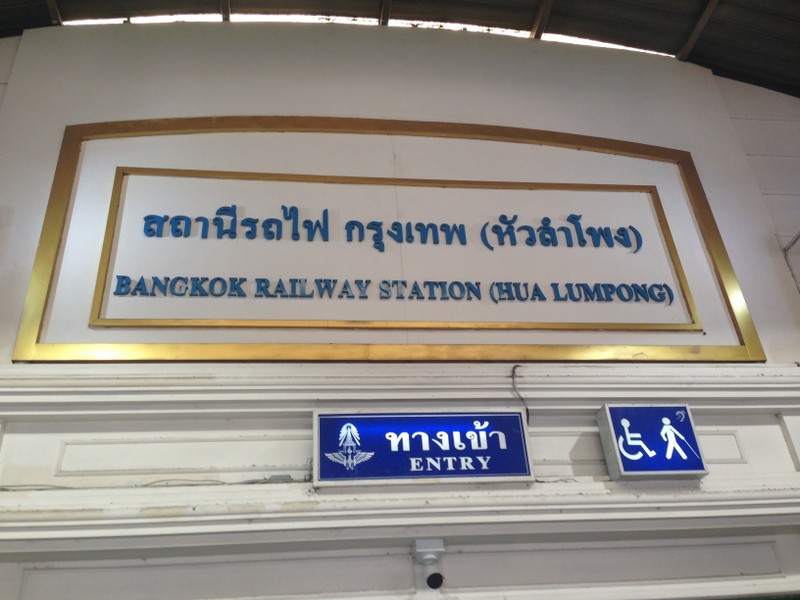 สถานีรถไฟ กรุงเทพ (หัวลำโพง)
BANGKOK RAILWAY STATION (HUA LUMPONG)
ทางเข้า
ENTRY